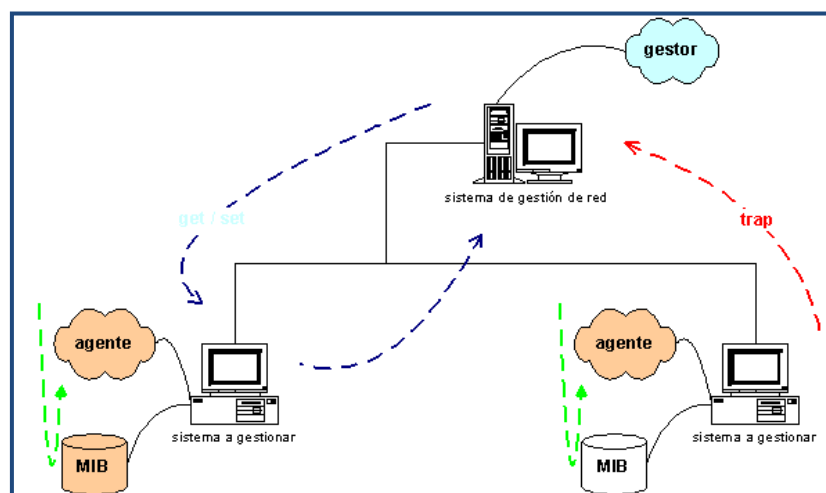 gestor
sistema de gestión de red
get / set
trap
agente
agente
sistema a gestionar
sistema a gestionar
MIB
MIB